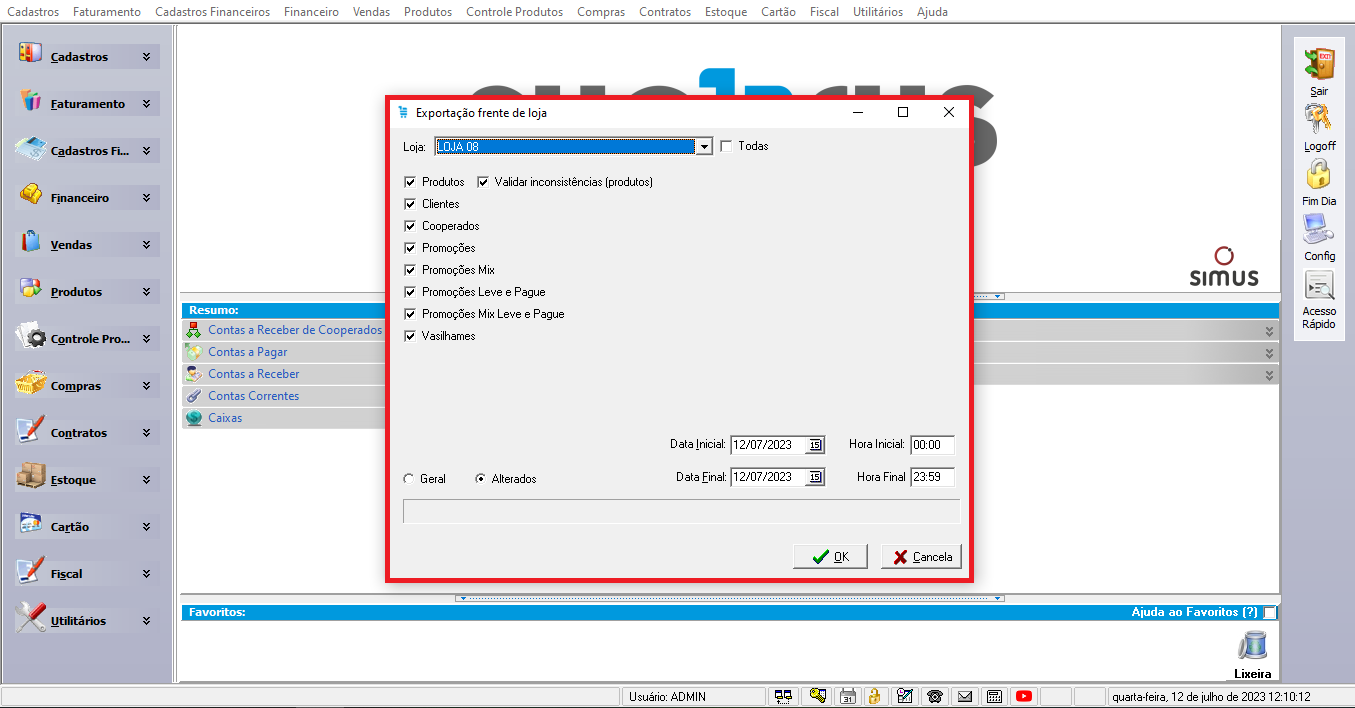 Cadastros Faturamento Cadastros Financeiros Financeiro Vendas Produtos Controle Produtos Compras Contratos Estoque Cartão Fiscal Utilitários Ajuda
Cadastros
Faturamento
Cadastros Fi...
Financeiro
Vendas
Produtos
Controle Pro...
Compras
Contratos
Estoque
Cartão
Fiscal
Utilitários
Exportação frente de loja
Loja: LOJA 08 Todas
Produtos Validar inconsistências (produtos)
Clientes
Cooperados
Promoções
Promoções Mix
Promoções Leve e Pague
Promoções Mix Leve e Pague
Vasilhames
Data Inicial: 12/07/2023 15 Hora Inicial: 00:00
Geral Alterados Data Final: 12/07/2023 15 Hora Final 23:59
OK Cancela
SIMUS
Resumo:
Contas a Receber de Cooperados
Contas a Pagar
Contas a Receber
Contas Correntes
Caixas
Favoritos: Ajuda ao Favoritos (?)
Lixeira
EXIT
Sair
Logoff
Fim Dia
Config
Acesso
Rápido
Usuário: ADMIN 31 quarta-feira, 12 de julho de 2023 12:10:12